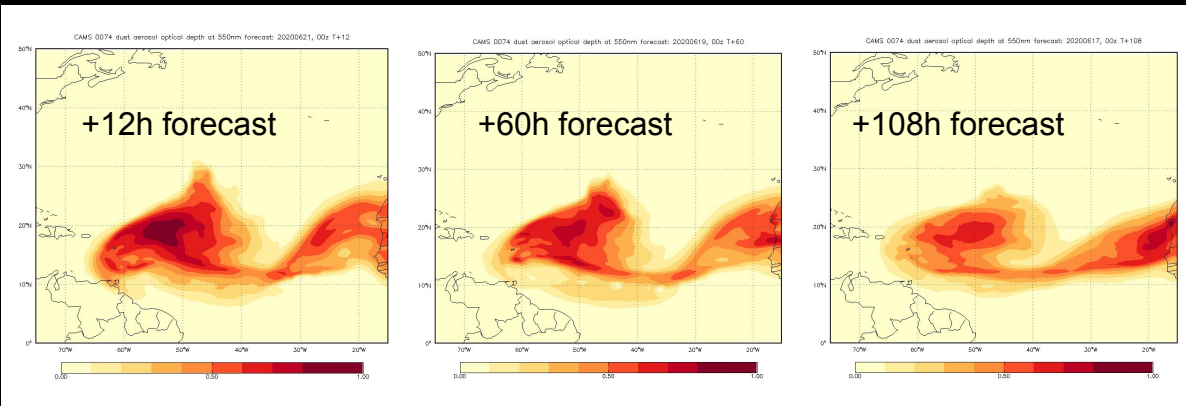 CAMS 0074 dust aerosol optical depth at 550nm forecast: 20200621, 00z T+12
50°N
40°N
30°N
20°N
10°N
0°
70°W 60°W 50°W 40°W 30°W 20°W
+12h forecast
0.00 0.50 1.00
CAMS 0074 dust aerosol optical depth at 550nm forecast: 20200619, 00z T+60
50°N
40°N
30°N
20°N
10°N
0°
70°W 60°W 50°W 40°W 30°W 20°W
+60h forecast
0.00 0.50 1.00
CAMS 0074 dust aerosol optical depth at 550nm forecast: 20200617, 00z T+108
50°N
40°N
30°N
20°N
10°N
0°
70°W 60°W 50°W 40°W 30°W 20°W
+108h forecast
0.00 0.50 1.00